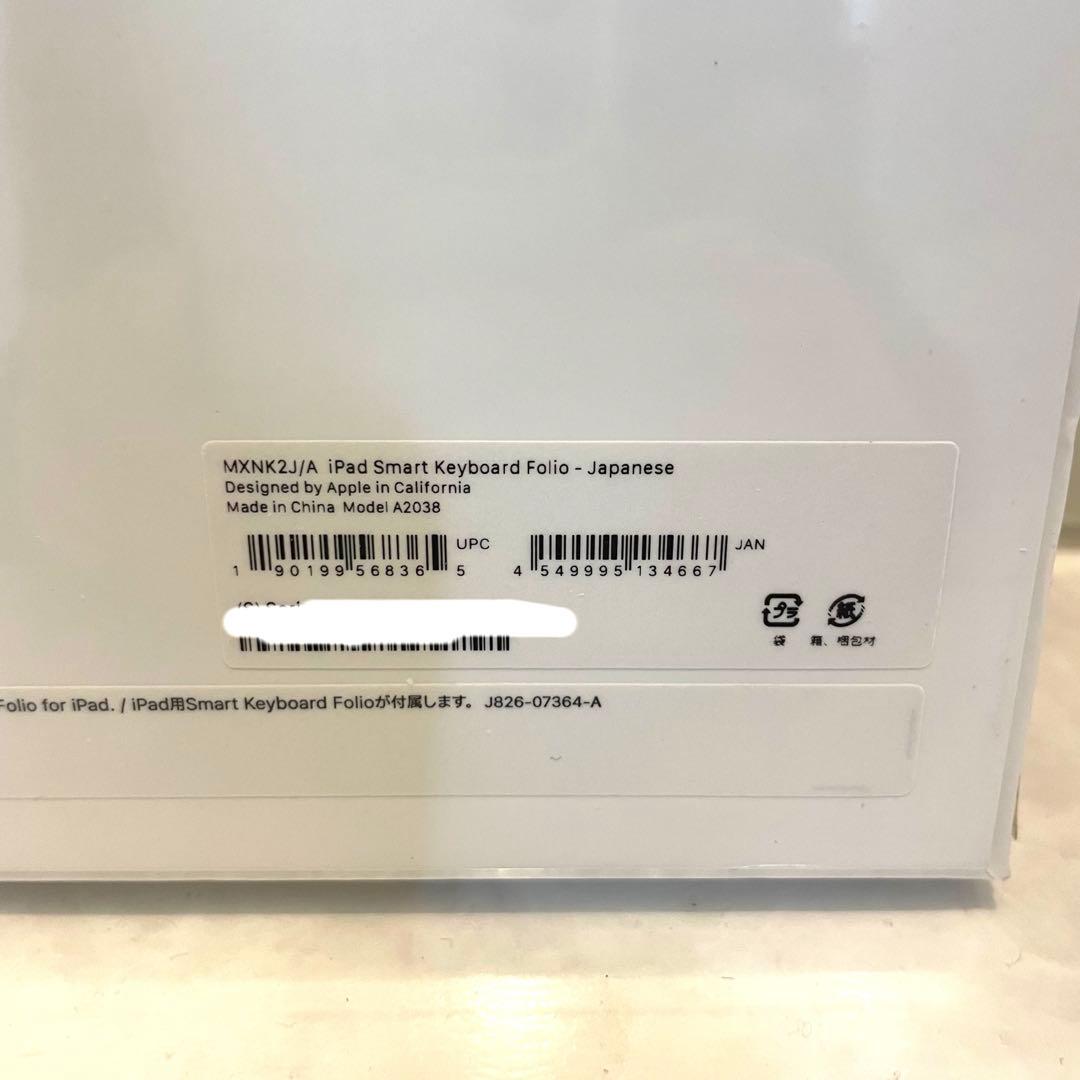 MXNK2J/A iPad Smart Keyboard Folio - Japanese
Designed by Apple in California
Made in China Model A2038
1 90199 56836 5 UPC 4 549995 134667 JAN
プラ 紙
袋 箱、梱包材
Folio for iPad. / iPad用Smart Keyboard Folioが付属します。 J826-07364-A